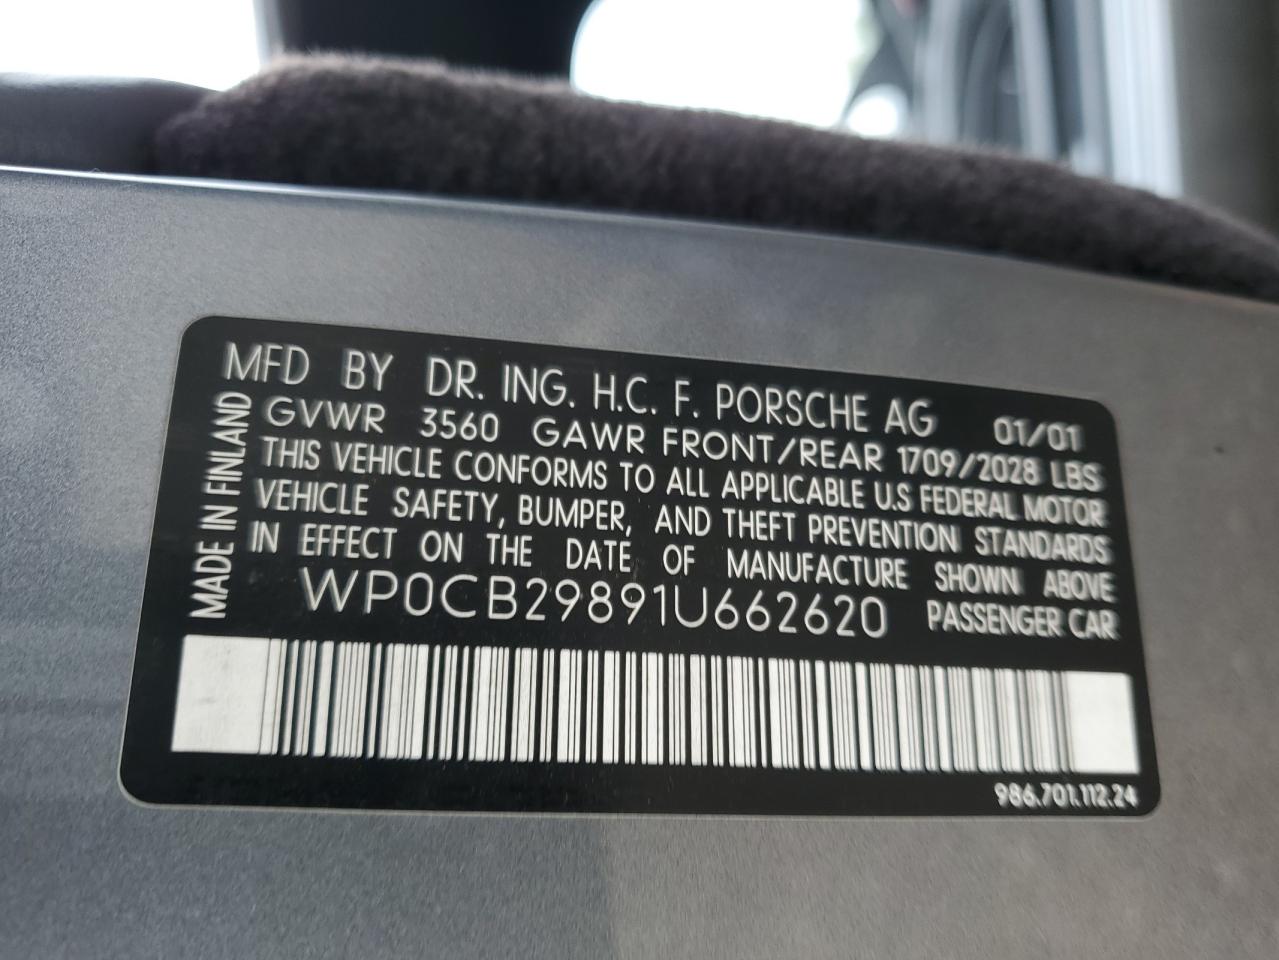 MFD BY DR. ING. H.C. F. PORSCHE AG 01/01
GVWR 3560 GAWR FRONT/REAR 1709/2028 LBS
THIS VEHICLE CONFORMS TO ALL APPLICABLE U.S FEDERAL MOTOR
VEHICLE SAFETY, BUMPER, AND THEFT PREVENTION STANDARDS
IN EFFECT ON THE DATE OF MANUFACTURE SHOWN ABOVE
WP0CB29891U662620 PASSENGER CAR
MADE IN FINLAND
986.701.112.24